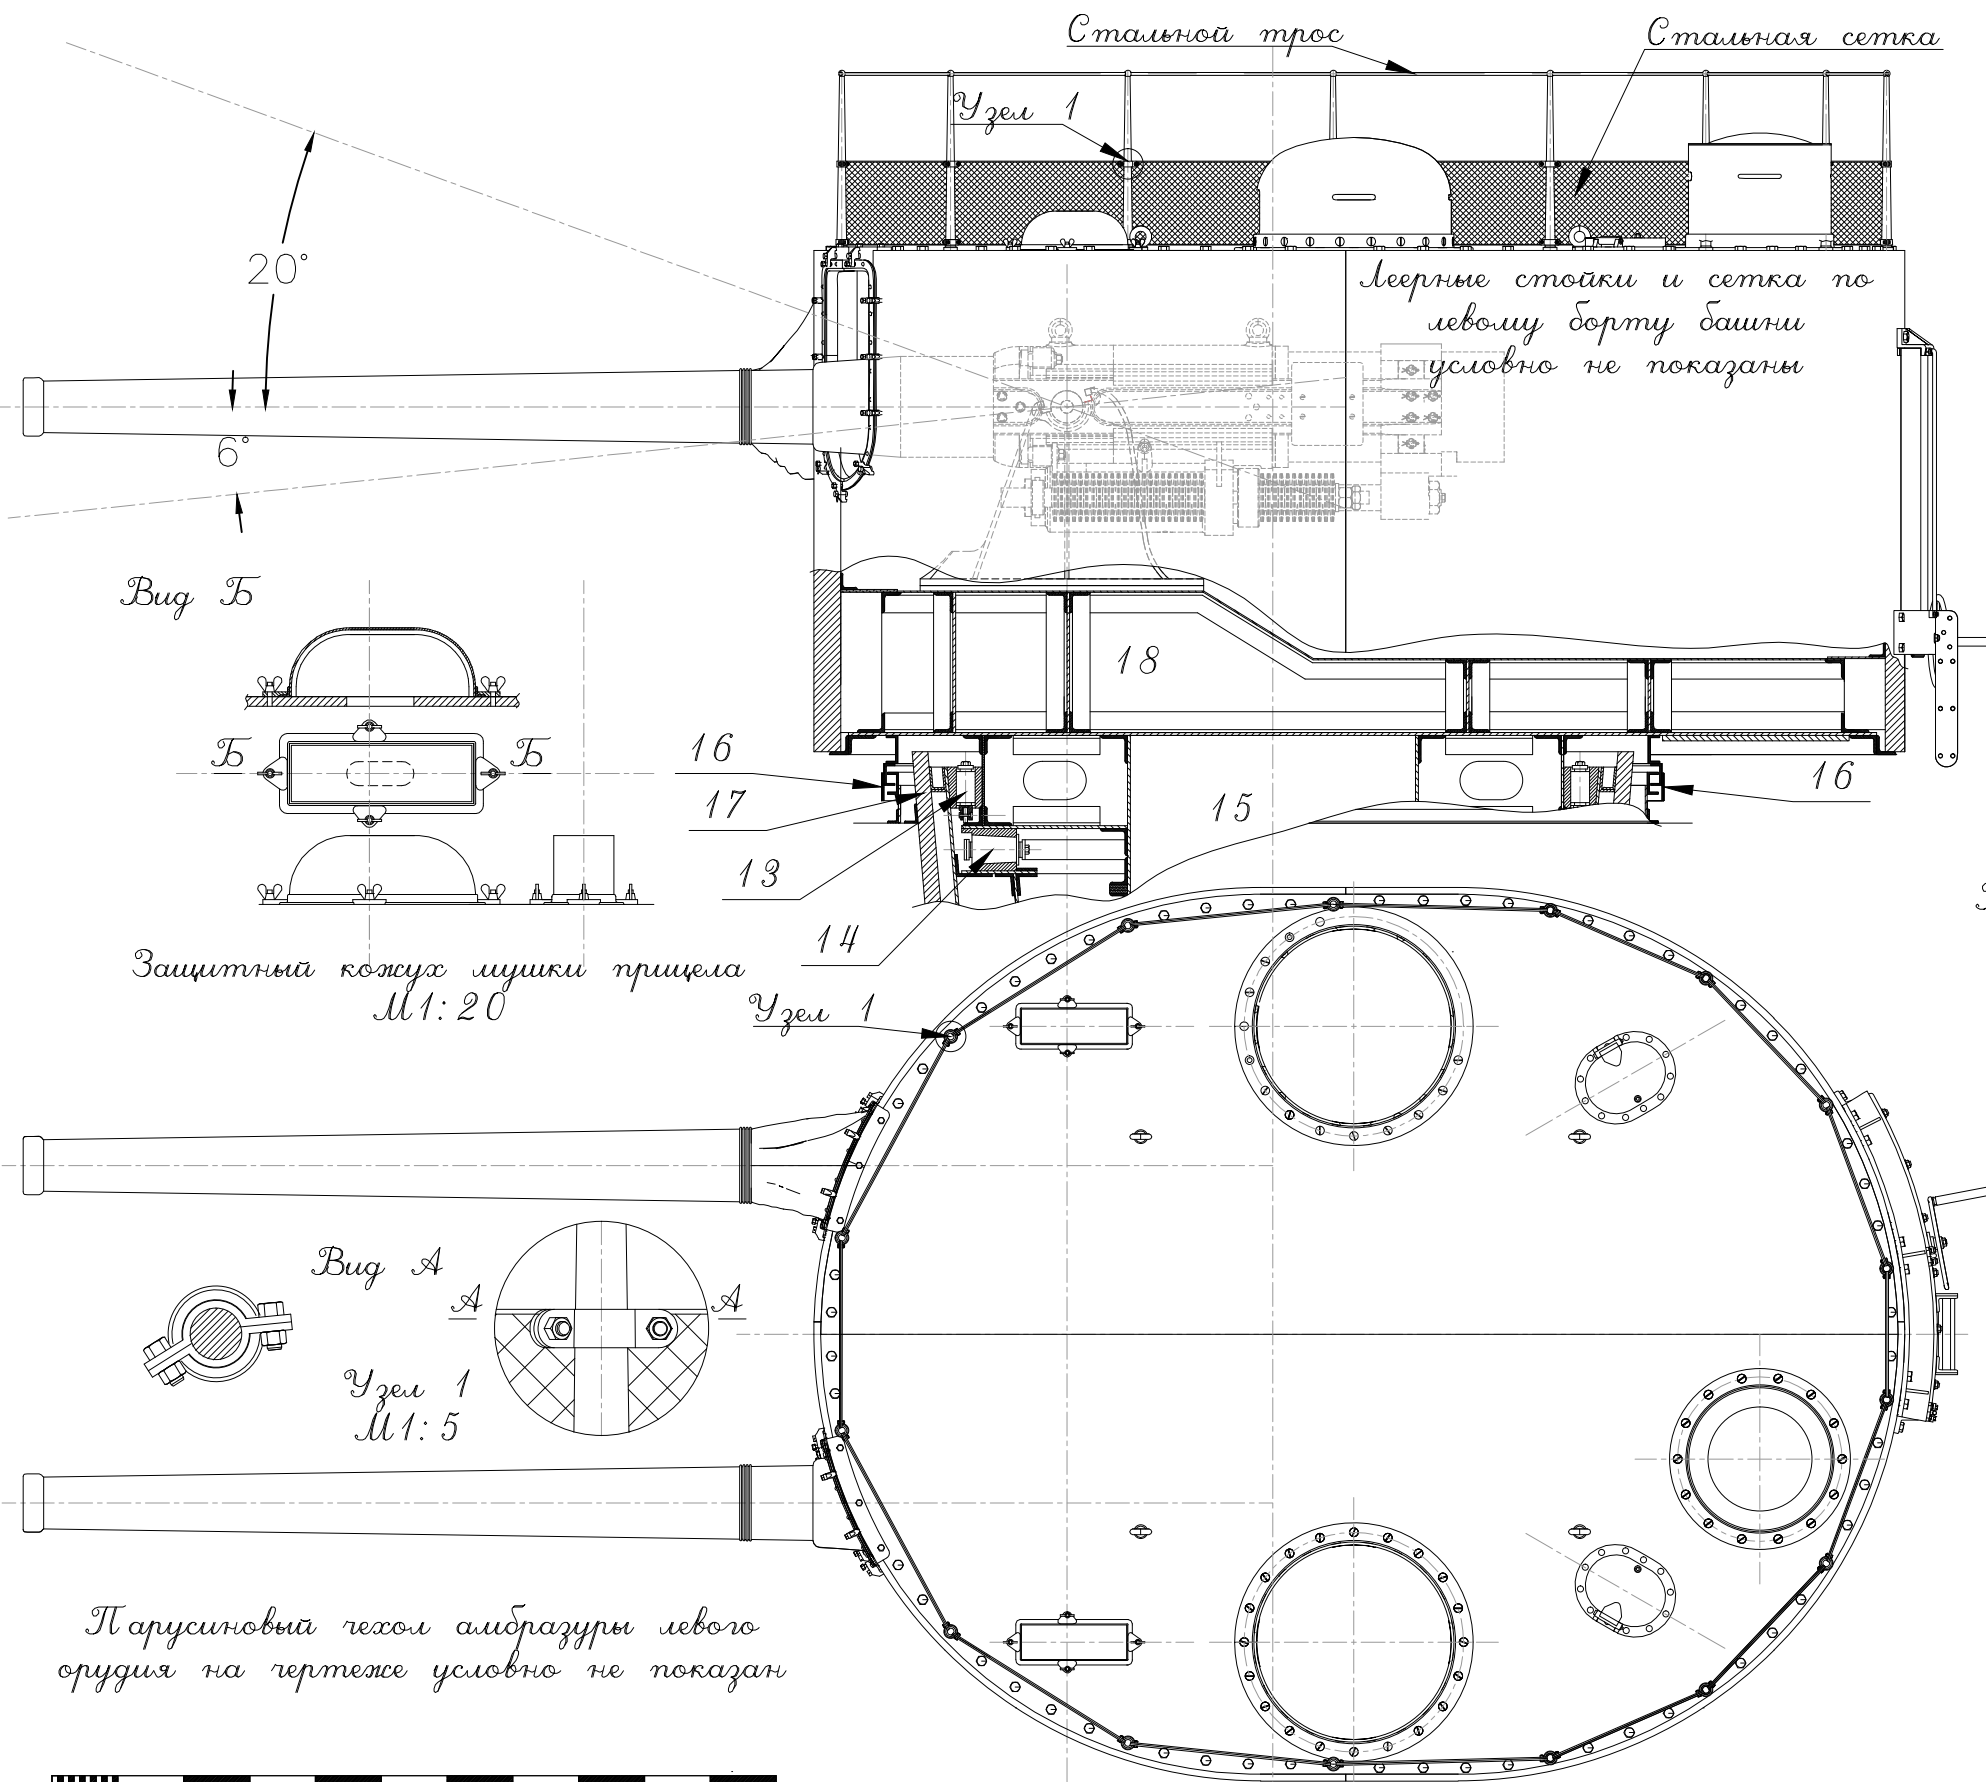 Стальной трос
Стальная сетка
Узел 1
20°
Леерные стойки и сетка по
левому борту башни
условно не показаны
6°
Вид Б
18
Б
Б
16
17
15
16
13
14
Защитный кожух мушки прицела
М1:20
Узел 1
Вид А
А
А
Узел 1
М1:5
Парусиновый чехол амбразуры левого
орудия на чертеже условно не показан